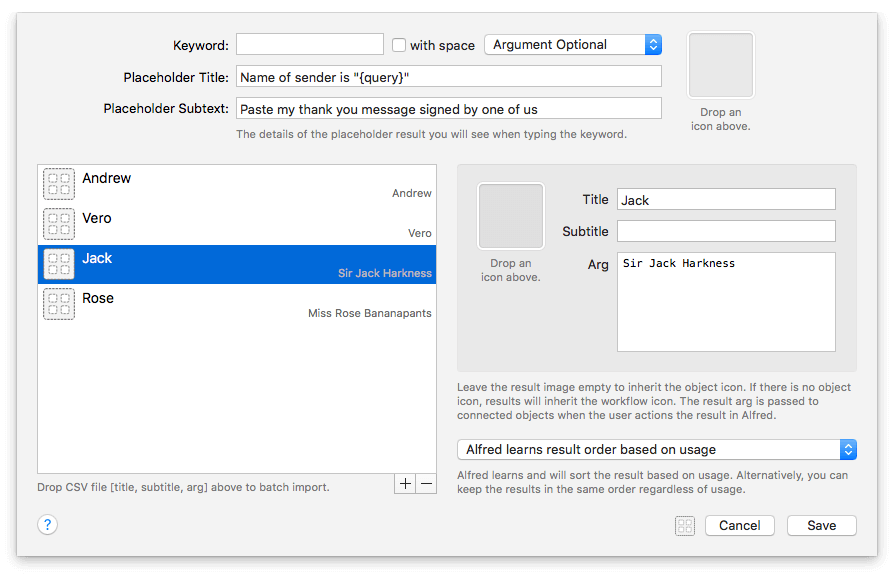 Keyword:
with space
Argument Optional
Placeholder Title:
Name of sender is "{query}"
Placeholder Subtext:
Paste my thank you message signed by one of us
The details of the placeholder result you will see when typing the keyword.
Drop an
icon above.
Andrew
Andrew
Vero
Vero
Jack
Sir Jack Harkness
Rose
Miss Rose Bananapants
Drop CSV file [title, subtitle, arg] above to batch import.
+ −
Drop an
icon above.
Title
Jack
Subtitle
Arg
Sir Jack Harkness
Leave the result image empty to inherit the object icon. If there is no object
icon, results will inherit the workflow icon. The result arg is passed to
connected objects when the user actions the result in Alfred.
Alfred learns result order based on usage
Alfred learns and will sort the result based on usage. Alternatively, you can
keep the results in the same order regardless of usage.
?
Cancel
Save